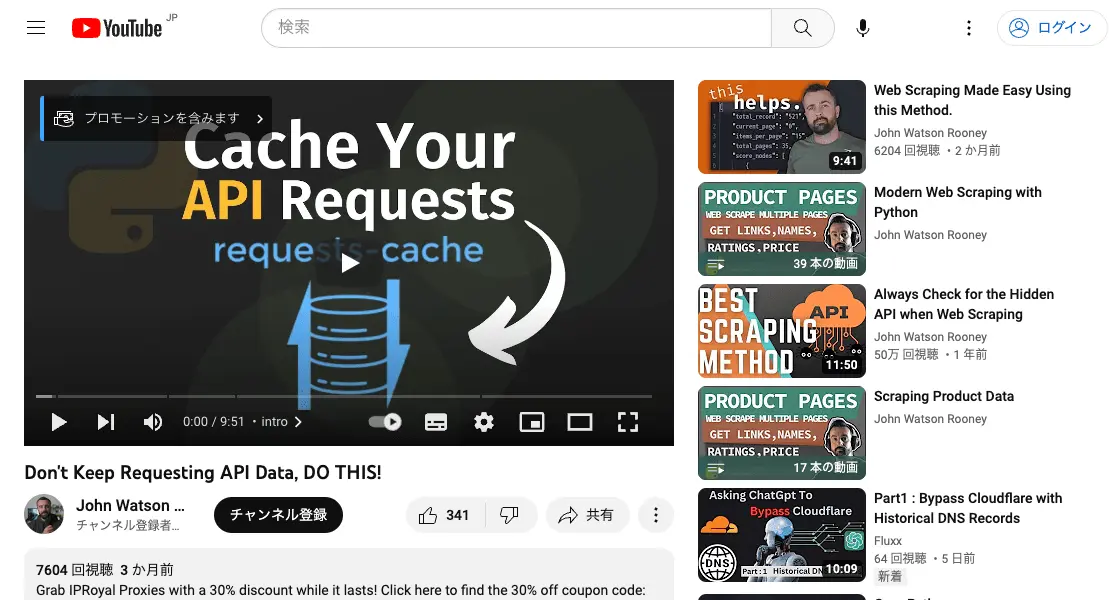 YouTube JP
検索
ログイン
プロモーションを含みます
Cache Your
API Requests
requests-cache
0:00 / 9:51 • intro
Don't Keep Requesting API Data, DO THIS!
John Watson ...
チャンネル登録者...
チャンネル登録
341
共有
7604 回視聴 3 か月前
Grab IPRoyal Proxies with a 30% discount while it lasts! Click here to find the 30% off coupon code:
this
helps.
"total_record": "521",
"current_page": "0",
"items_per_page": "15",
"total_pages": 35,
"score_nodes": [
{
9:41
Web Scraping Made Easy Using
this Method.
John Watson Rooney
6204 回視聴 • 2 か月前
PRODUCT PAGES
WEB SCRAPE MULTIPLE PAGES
GET LINKS,NAMES,
RATINGS,PRICE
39 本の動画
Modern Web Scraping with
Python
John Watson Rooney
BEST
SCRAPING
METHOD
API
11:50
Always Check for the Hidden
API when Web Scraping
John Watson Rooney
50万 回視聴 • 1 年前
PRODUCT PAGES
WEB SCRAPE MULTIPLE PAGES
GET LINKS,NAMES,
RATINGS,PRICE
17 本の動画
Scraping Product Data
John Watson Rooney
Asking ChatGpt To
Bypass Cloudflare
DNS
Part: 1 Historical DN
10:09
Part1 : Bypass Cloudflare with
Historical DNS Records
Fluxx
64 回視聴 • 5 日前
新着